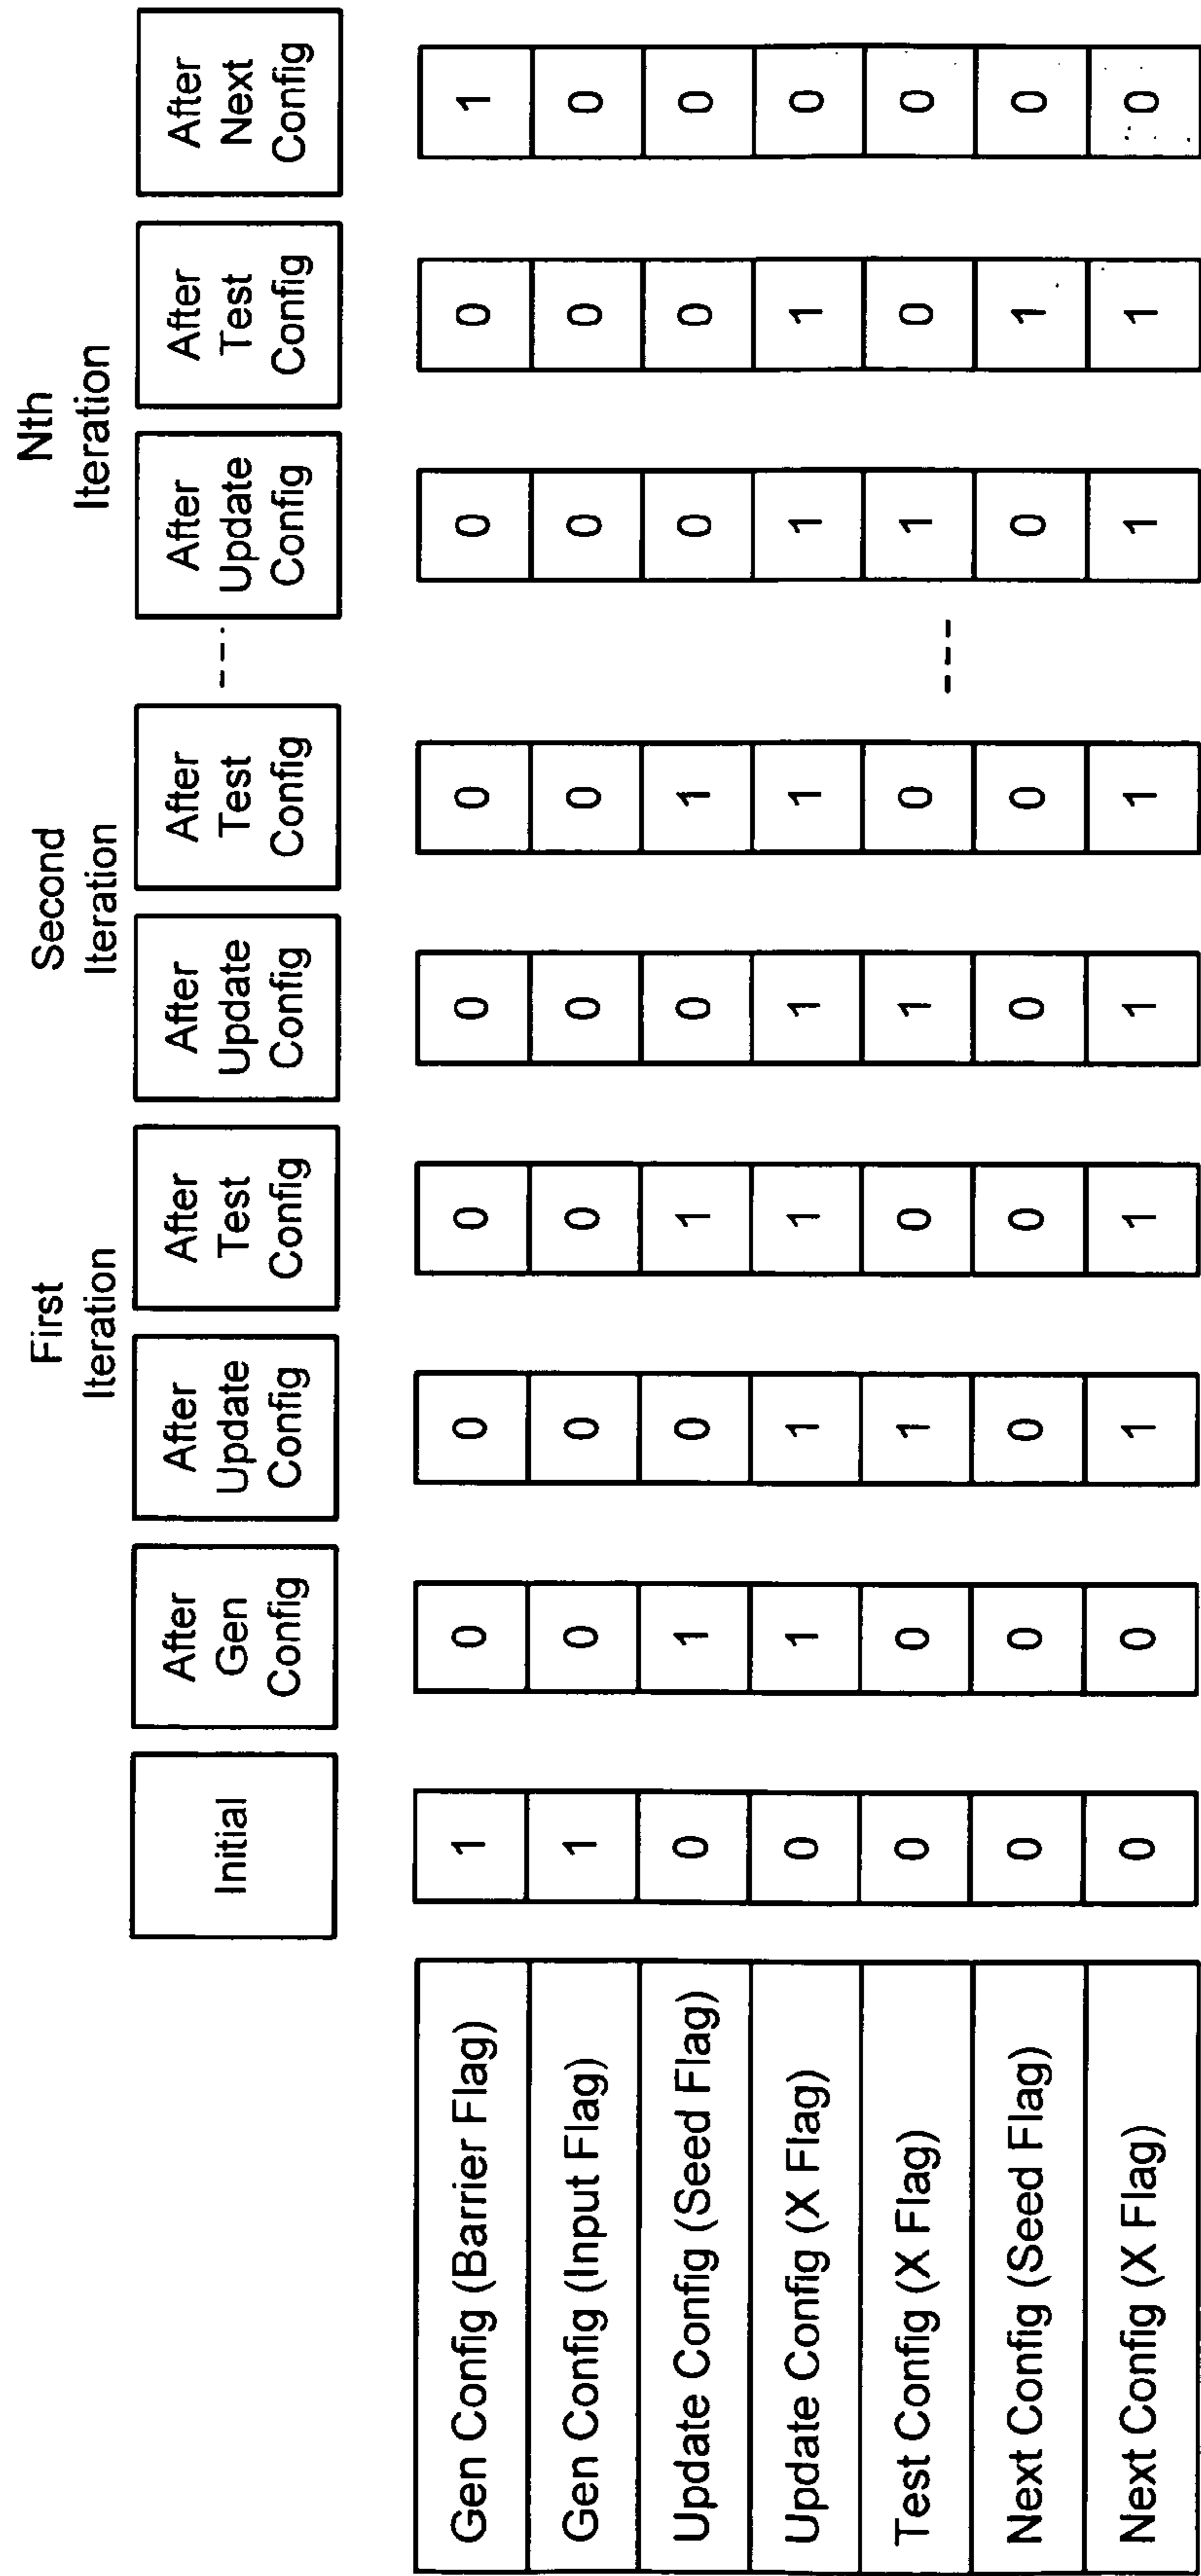 First
Iteration
Second
Iteration
Nth
Iteration
Initial
After
Gen
Config
After
Update
Config
After
Test
Config
After
Update
Config
After
Test
Config
After
Update
Config
After
Test
Config
After
Next
Config
Gen Config (Barrier Flag) 1 0 0 0 0 0 0 0 1
Gen Config (Input Flag) 1 0 0 0 0 0 0 0 0
Update Config (Seed Flag) 0 1 0 1 0 1 0 0 0
Update Config (X Flag) 0 1 1 1 1 1 1 1 0
Test Config (X Flag) 0 0 1 0 1 0 1 0 0
Next Config (Seed Flag) 0 0 0 0 0 0 0 1 0
Next Config (X Flag) 0 0 1 1 1 1 1 1 0